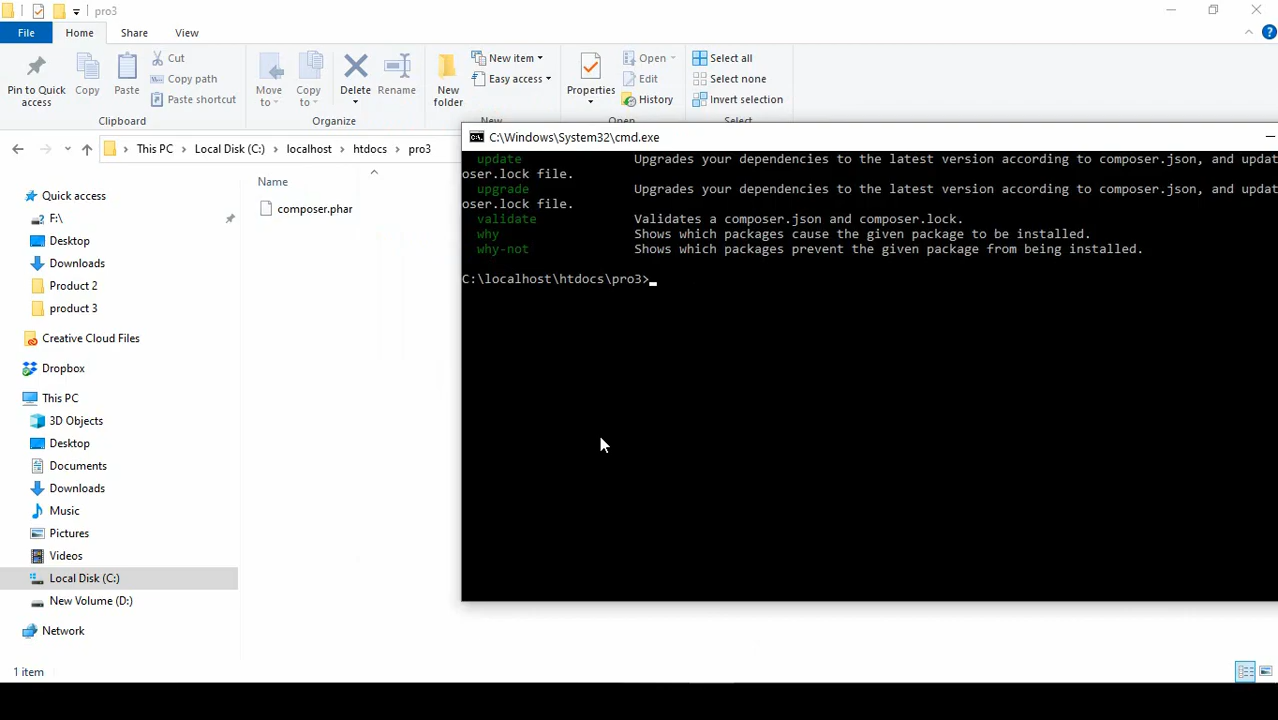 pro3
File
Home
Share
View
Pin to Quick access
Copy
Paste
Cut
Copy path
Paste shortcut
Clipboard
Move to
Copy to
Delete
Rename
Organize
New folder
New item
Easy access
New
Properties
Open
Edit
History
Open
Select all
Select none
Invert selection
Select
This PC
Local Disk (C:)
localhost
htdocs
pro3
Quick access
F:\
Desktop
Downloads
Product 2
product 3
Creative Cloud Files
Dropbox
This PC
3D Objects
Desktop
Documents
Downloads
Music
Pictures
Videos
Local Disk (C:)
New Volume (D:)
Network
Name
composer.phar
1 item
C:\Windows\System32\cmd.exe
update Upgrades your dependencies to the latest version according to composer.json, and updat
oser.lock file.
upgrade Upgrades your dependencies to the latest version according to composer.json, and updat
oser.lock file.
validate Validates a composer.json and composer.lock.
why Shows which packages cause the given package to be installed.
why-not Shows which packages prevent the given package from being installed.
C:\localhost\htdocs\pro3>